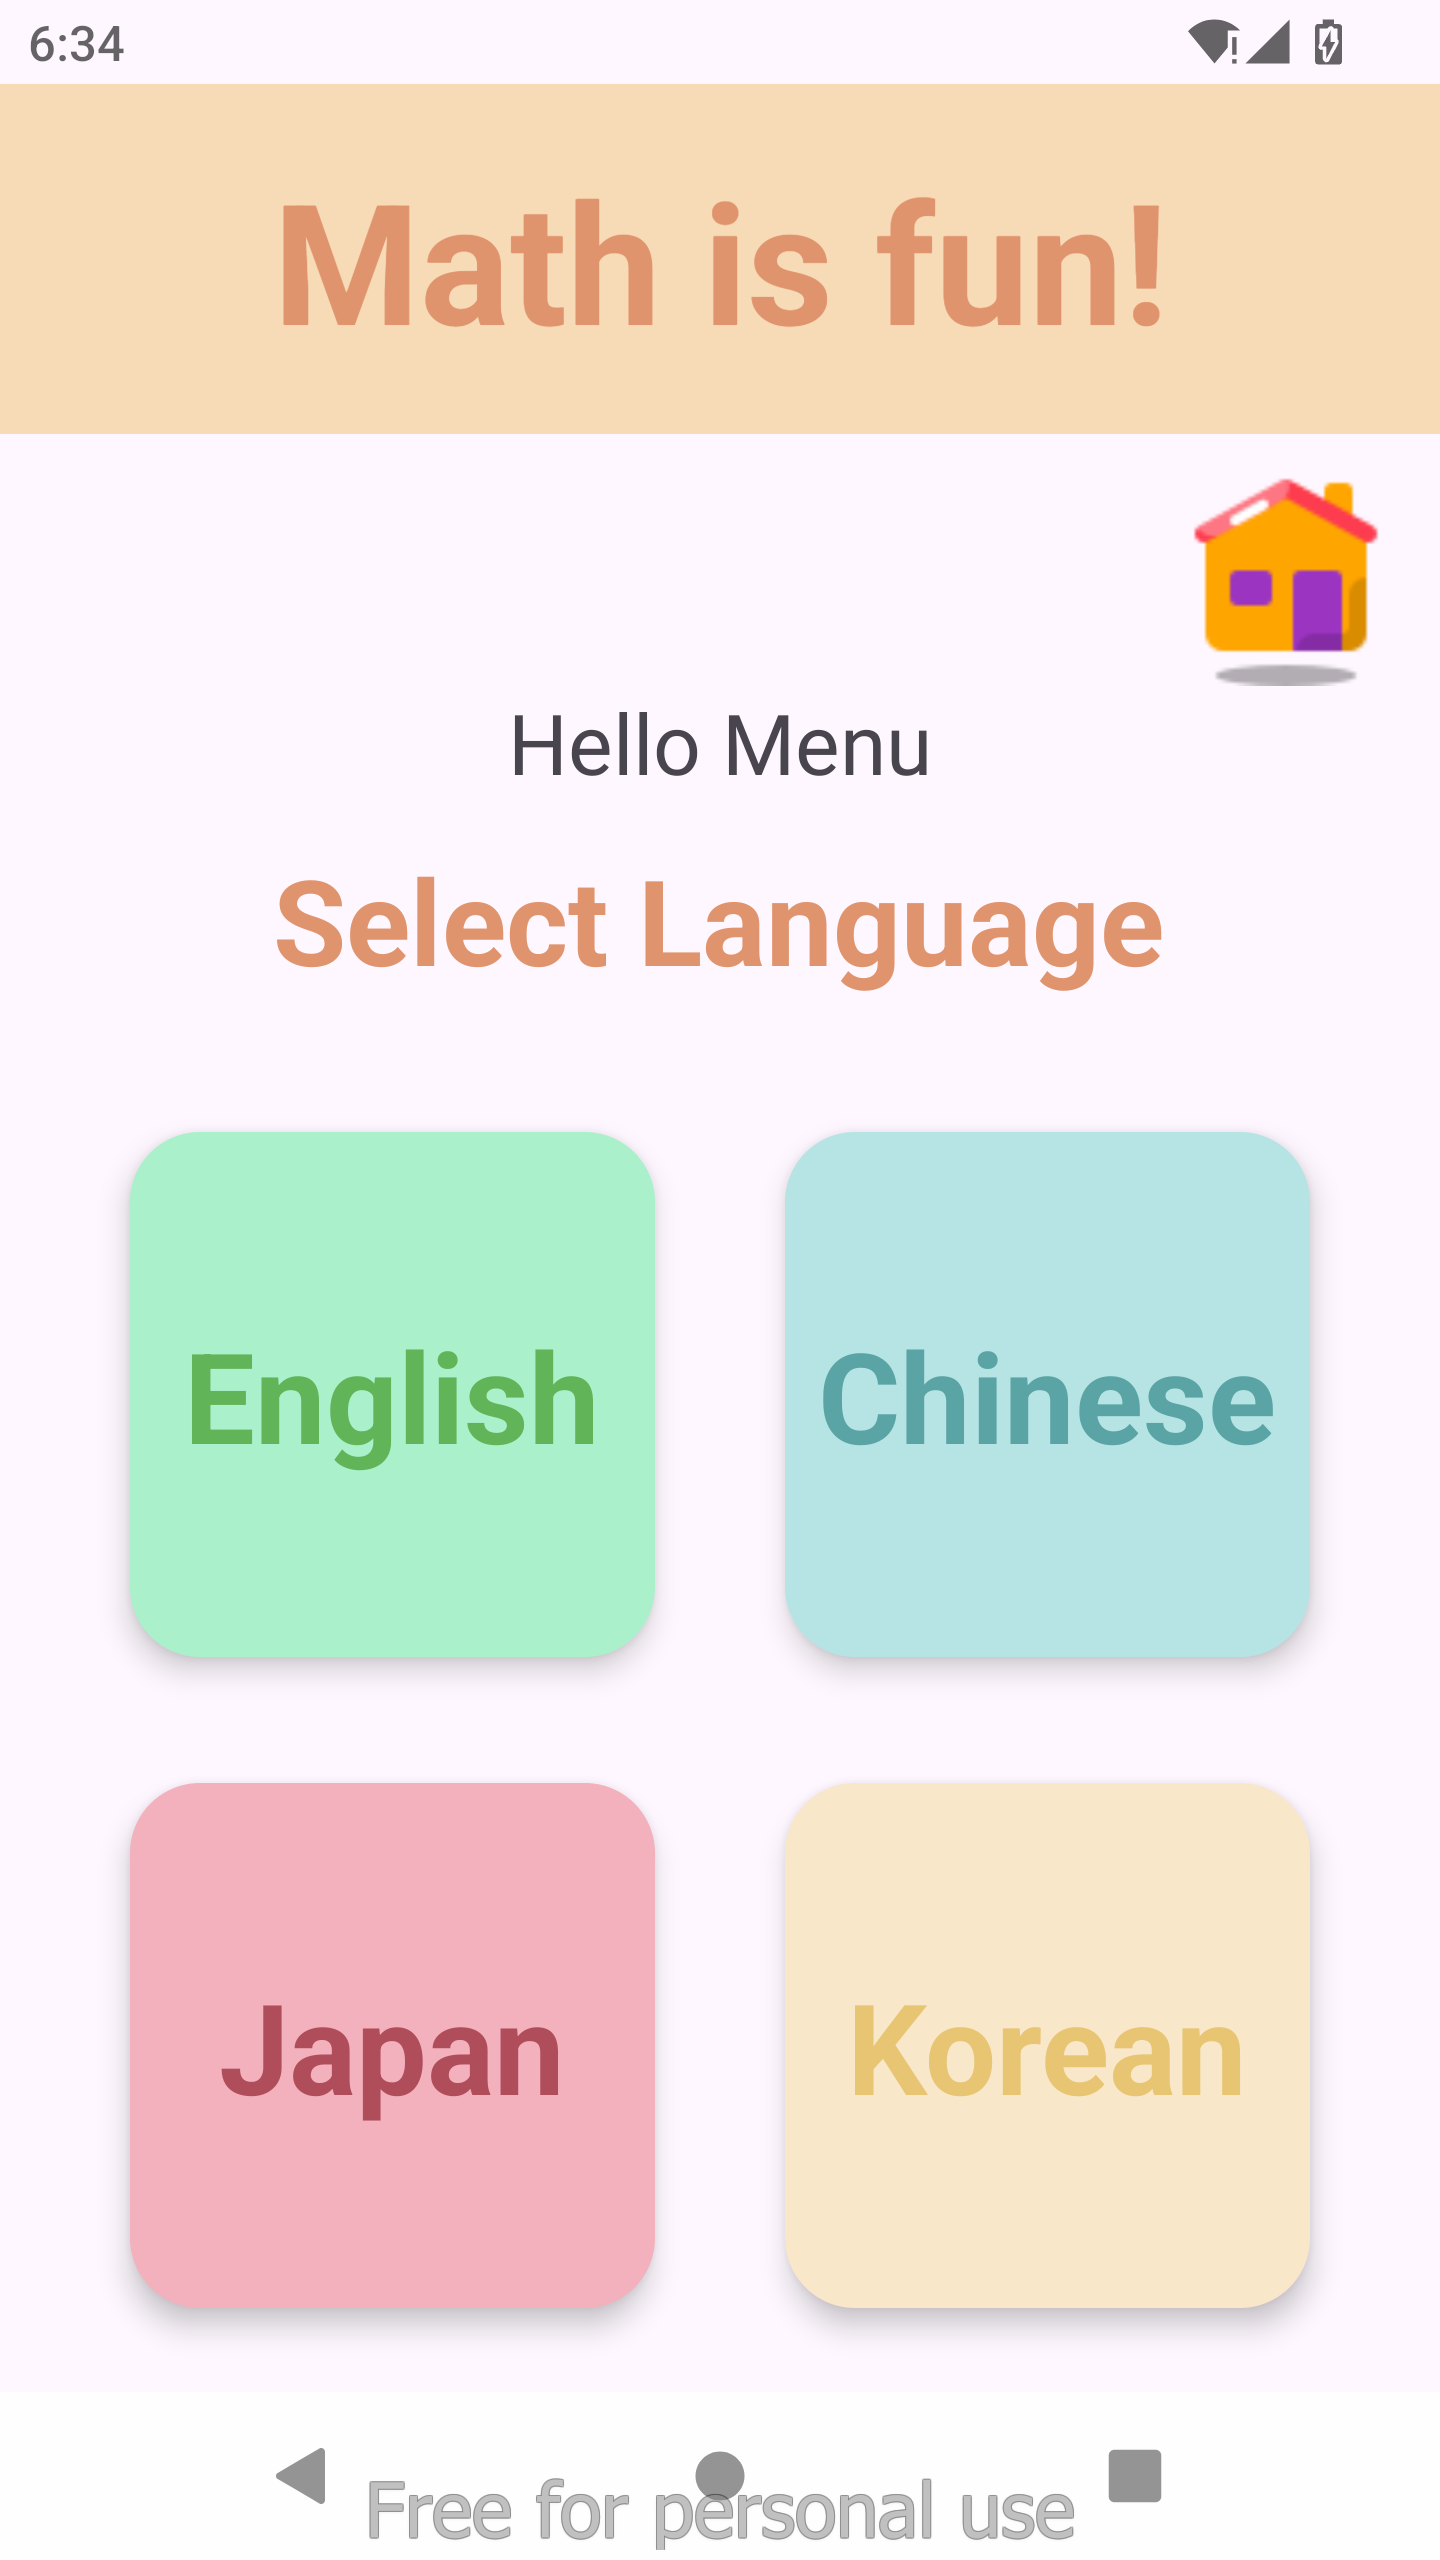 6:34
Math is fun!
Hello Menu
Select Language
English
Chinese
Japan
Korean
Free for personal use